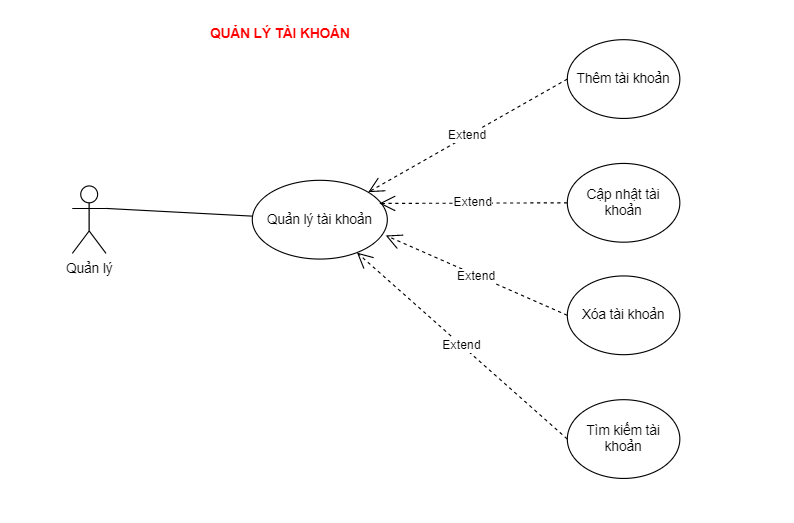 QUẢN LÝ TÀI KHOẢN
Thêm tài khoản
Extend
Cập nhật tài
khoản
Extend
Quản lý tài khoản
Quản lý
Extend
Xóa tài khoản
Extend
Tìm kiếm tài
khoản